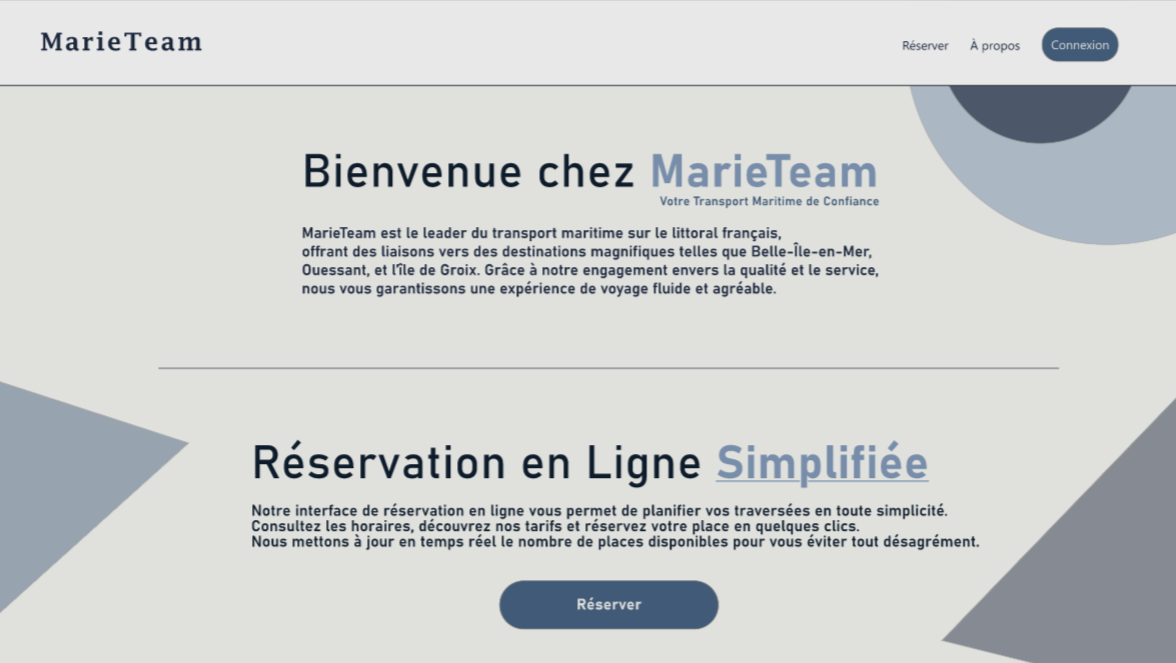 MarieTeam
Réserver
À propos
Connexion
Bienvenue chez MarieTeam
Votre Transport Maritime de Confiance
MarieTeam est le leader du transport maritime sur le littoral français,
offrant des liaisons vers des destinations magnifiques telles que Belle-Île-en-Mer,
Ouessant, et l'île de Groix. Grâce à notre engagement envers la qualité et le service,
nous vous garantissons une expérience de voyage fluide et agréable.
Réservation en Ligne Simplifiée
Notre interface de réservation en ligne vous permet de planifier vos traversées en toute simplicité.
Consultez les horaires, découvrez nos tarifs et réservez votre place en quelques clics.
Nous mettons à jour en temps réel le nombre de places disponibles pour vous éviter tout désagrément.
Réserver